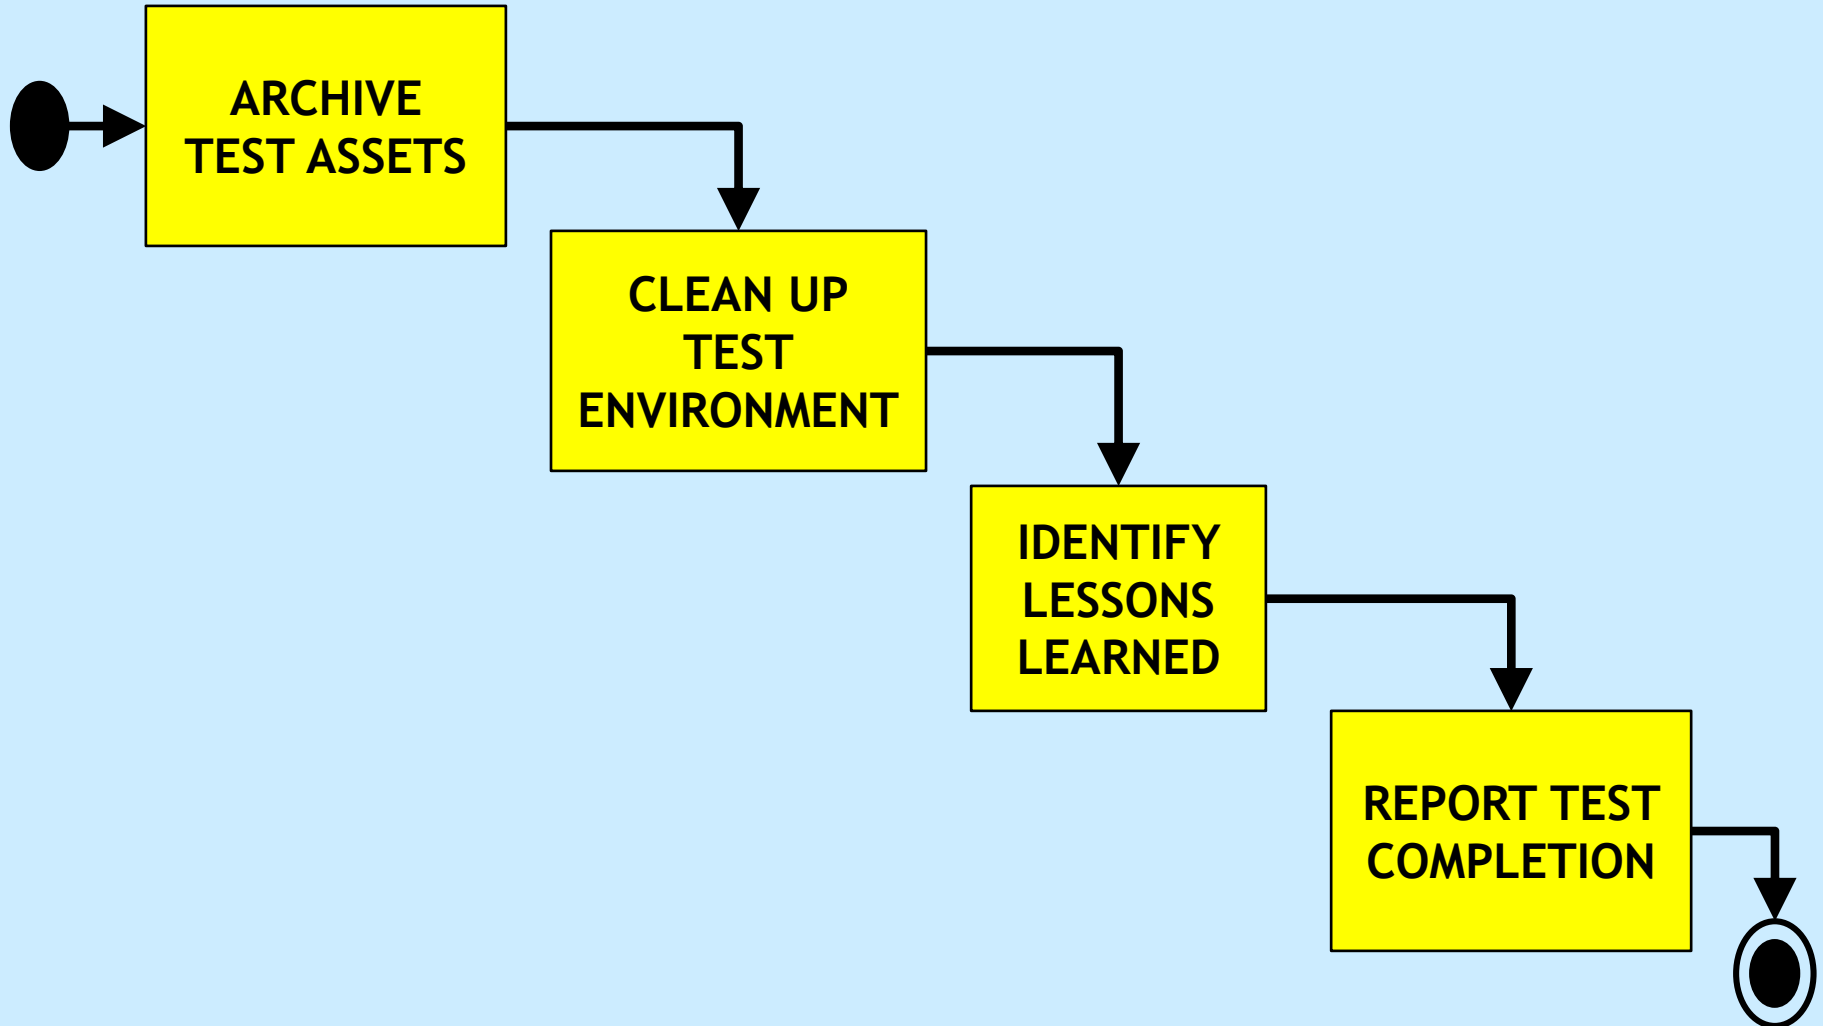 ARCHIVE
TEST ASSETS
CLEAN UP
TEST
ENVIRONMENT
IDENTIFY
LESSONS
LEARNED
REPORT TEST
COMPLETION